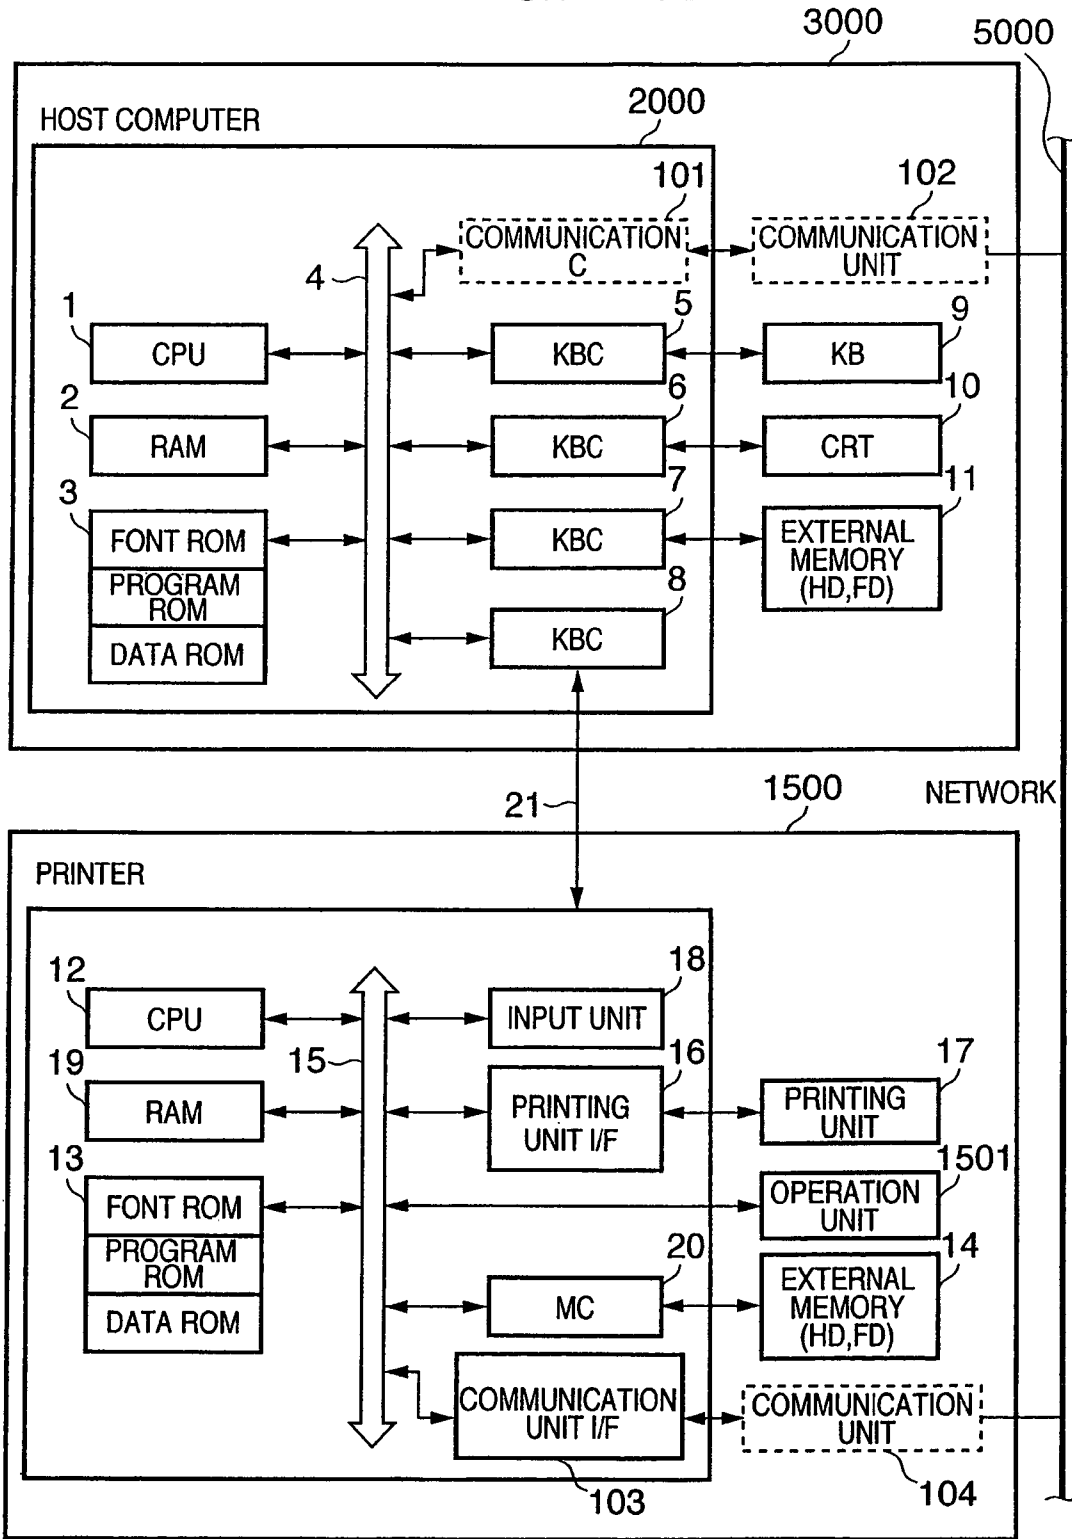 3000
5000
HOST COMPUTER
2000
101
102
COMMUNICATION
C
COMMUNICATION
UNIT
4
1
CPU
5
KBC
9
KB
2
RAM
6
KBC
10
CRT
3
FONT ROM
PROGRAM
ROM
DATA ROM
7
KBC
11
EXTERNAL
MEMORY
(HD,FD)
8
KBC
21
1500
NETWORK
PRINTER
12
CPU
18
INPUT UNIT
15
19
RAM
16
PRINTING
UNIT I/F
17
PRINTING
UNIT
13
FONT ROM
PROGRAM
ROM
DATA ROM
1501
OPERATION
UNIT
20
MC
14
EXTERNAL
MEMORY
(HD,FD)
COMMUNICATION
UNIT I/F
COMMUNICATION
UNIT
103
104